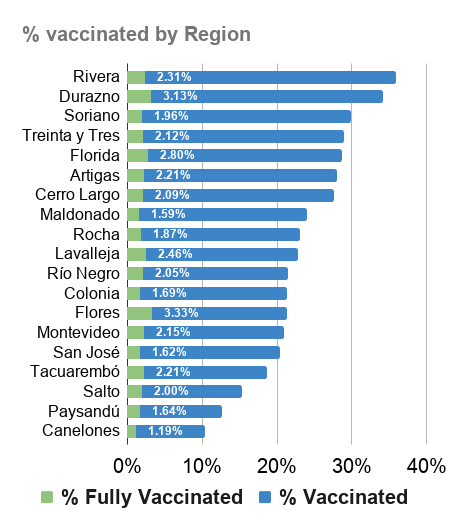 % vaccinated by Region
Rivera 2.31%
Durazno 3.13%
Soriano 1.96%
Treinta y Tres 2.12%
Florida 2.80%
Artigas 2.21%
Cerro Largo 2.09%
Maldonado 1.59%
Rocha 1.87%
Lavalleja 2.46%
Río Negro 2.05%
Colonia 1.69%
Flores 3.33%
Montevideo 2.15%
San José 1.62%
Tacuarembó 2.21%
Salto 2.00%
Paysandú 1.64%
Canelones 1.19%
0% 10% 20% 30% 40%
% Fully Vaccinated % Vaccinated